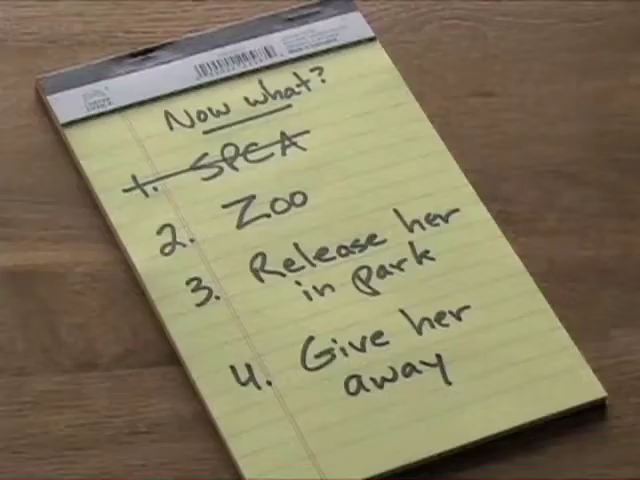 Now what?
1. SPCA
2. Zoo
3. Release her
in park
4. Give her
away